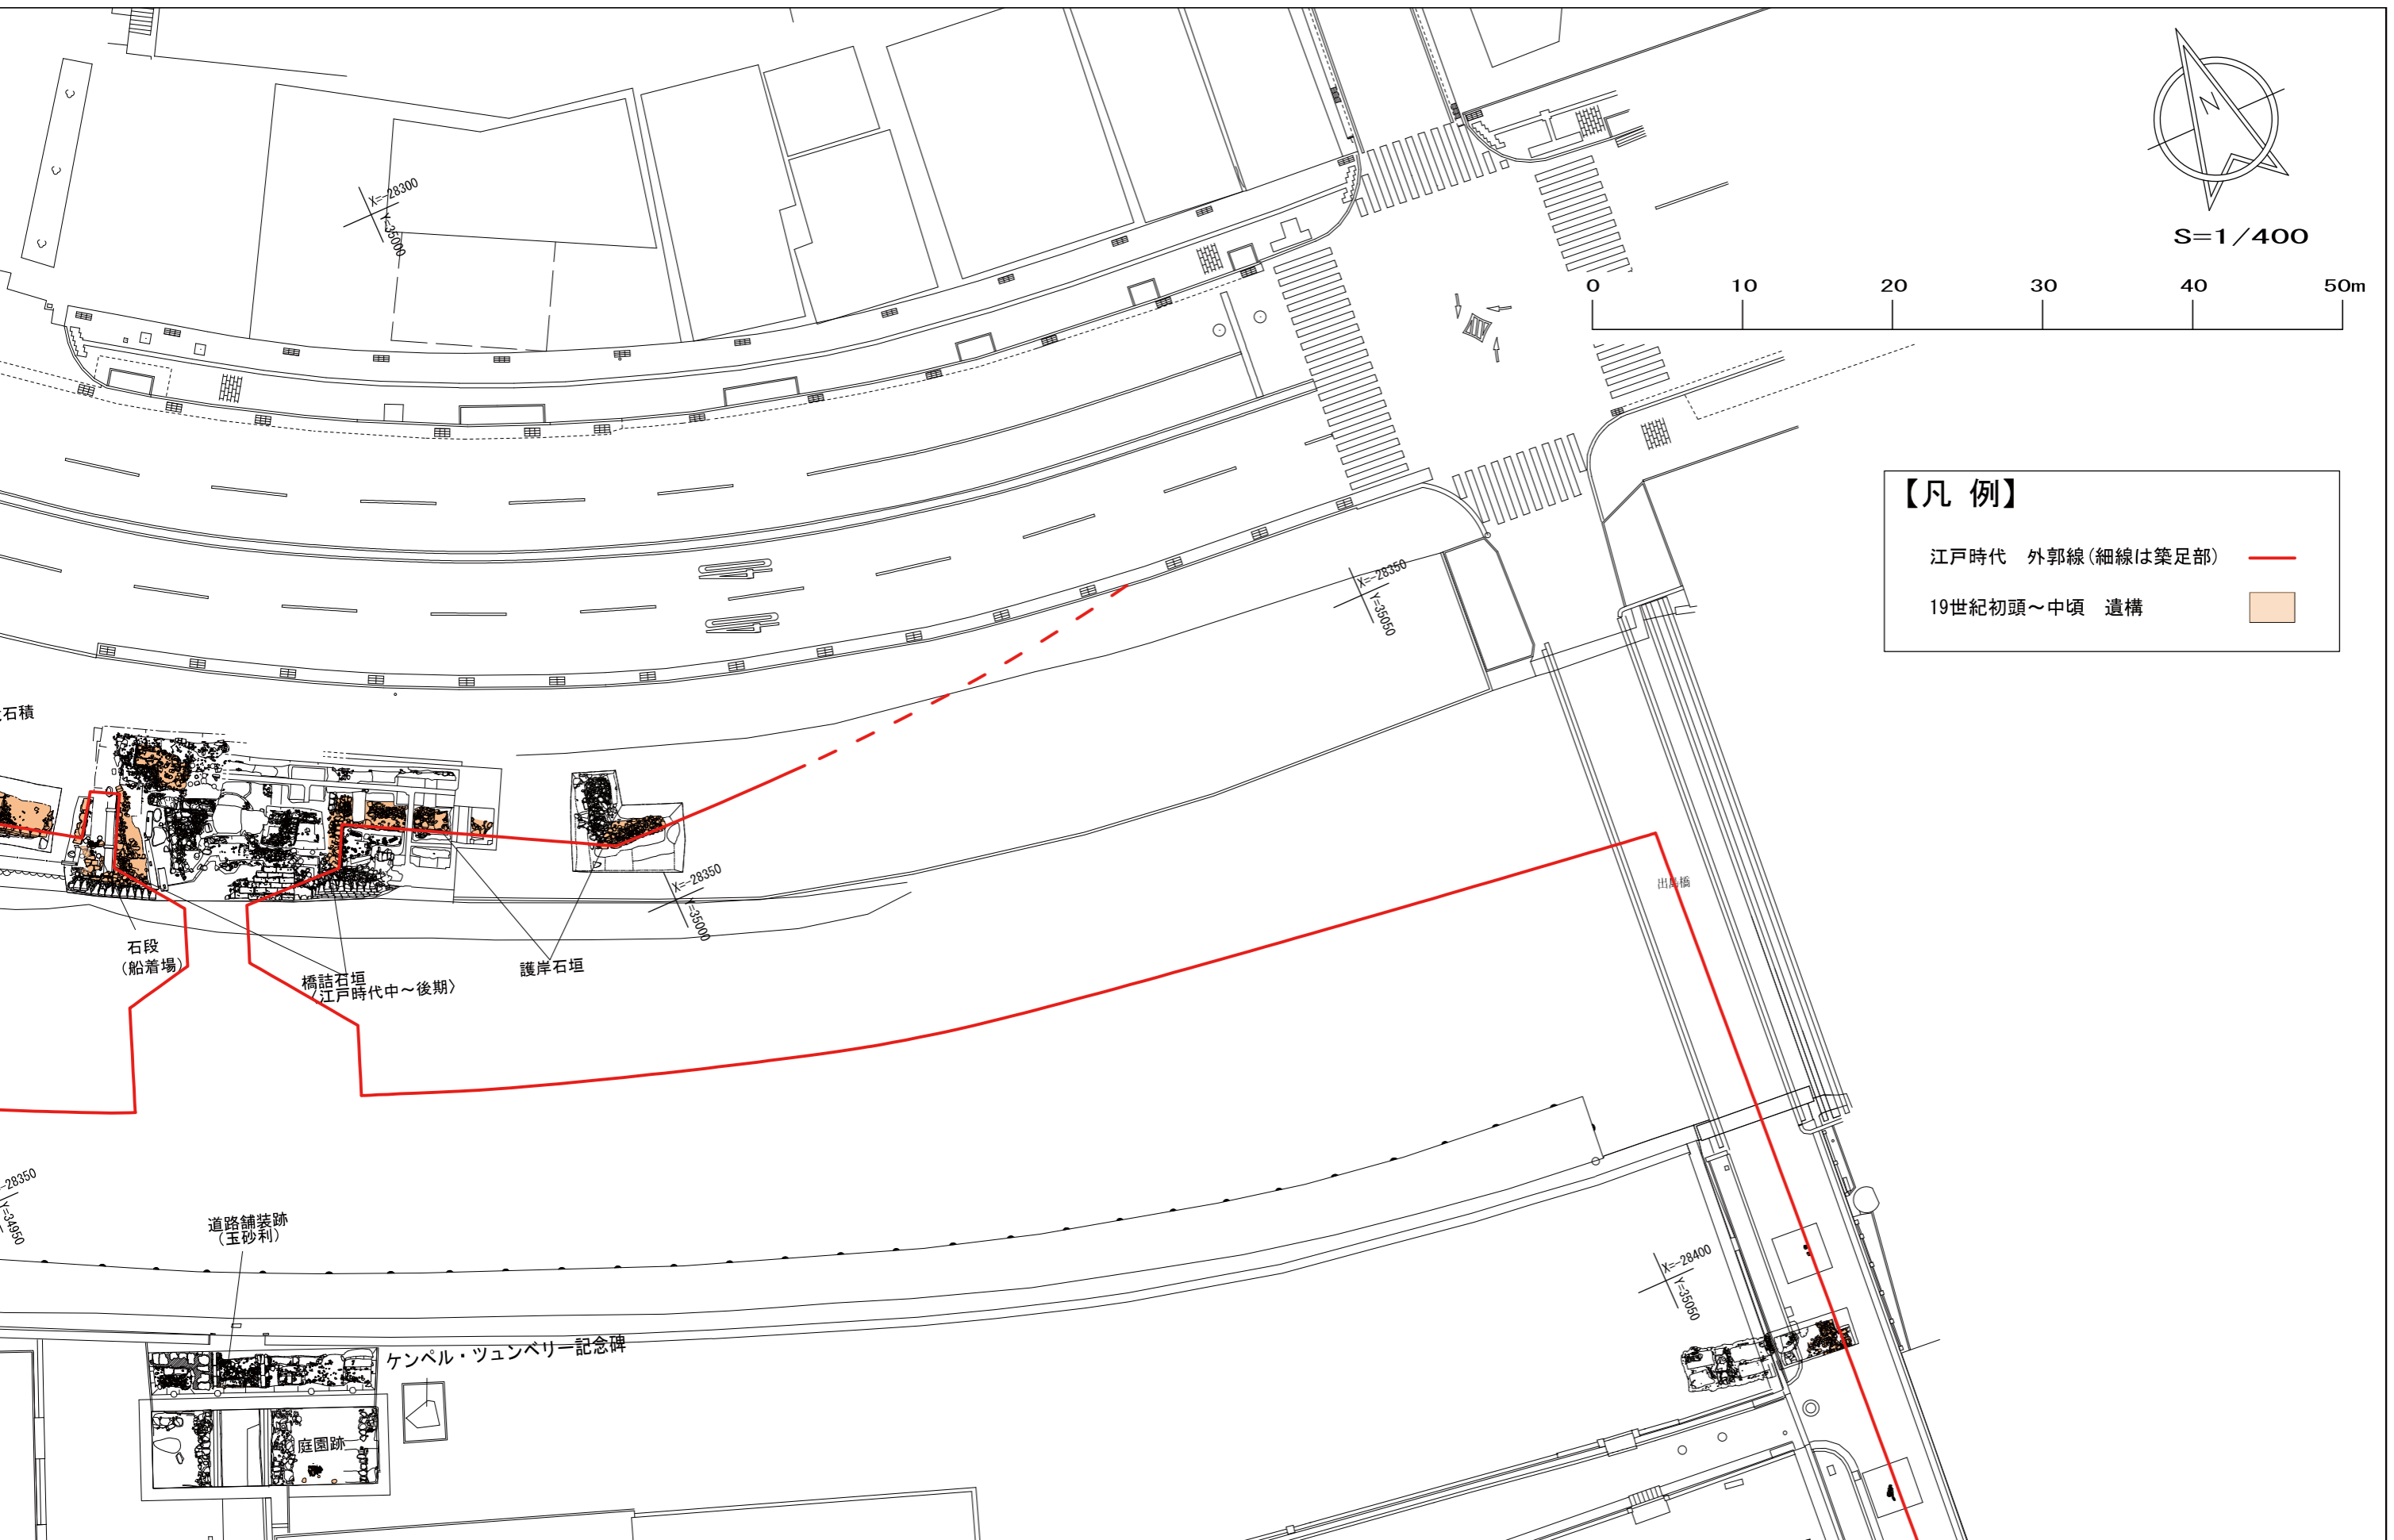 X=-28300
Y=35000
N
S=1/400
0 10 20 30 40 50m
【凡 例】
江戸時代　外郭線(細線は築足部)
19世紀初頭～中頃　遺構
X=-28350
Y=35050
石積
X=-28350
Y=35000
出島橋
石段
(船着場)
橋詰石垣
〈江戸時代中～後期〉
護岸石垣
-28350
Y=34950
道路舗装跡
(玉砂利)
X=-28400
Y=35050
ケンペル・ツュンベリー記念碑
庭園跡